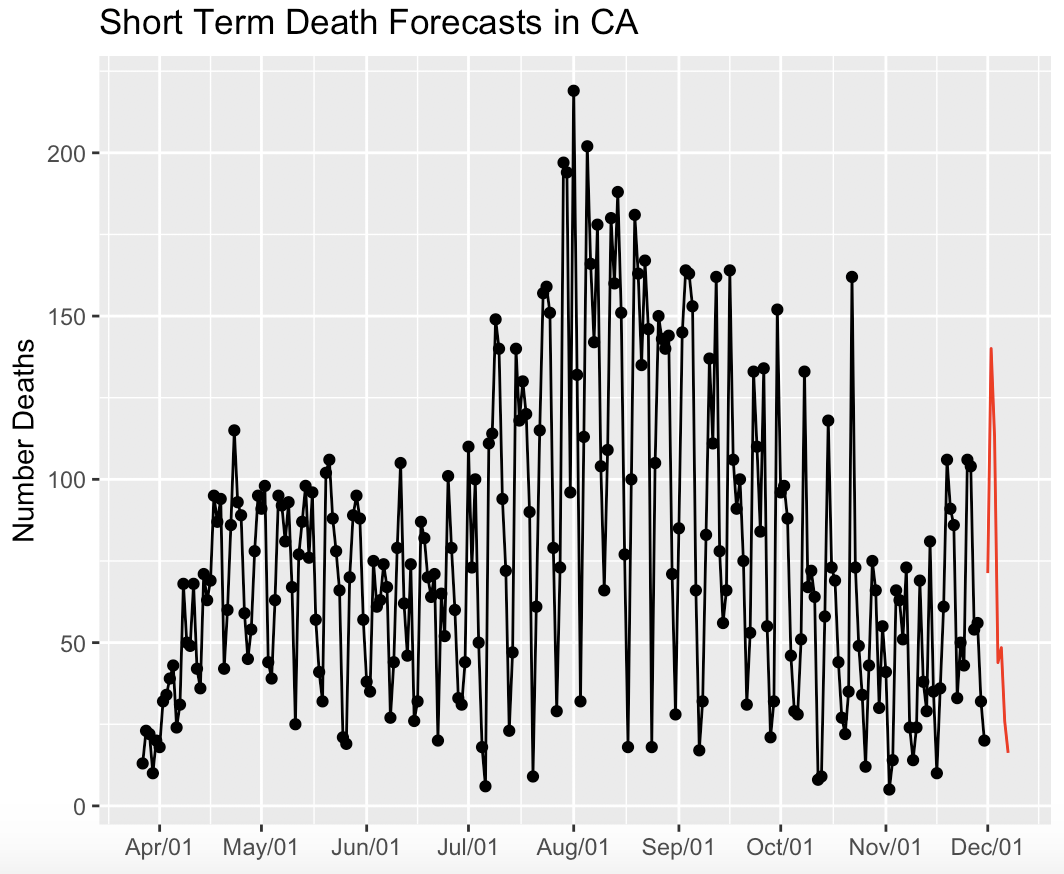 Short Term Death Forecasts in CA
Number Deaths
200
150
100
50
0
Apr/01 May/01 Jun/01 Jul/01 Aug/01 Sep/01 Oct/01 Nov/01 Dec/01